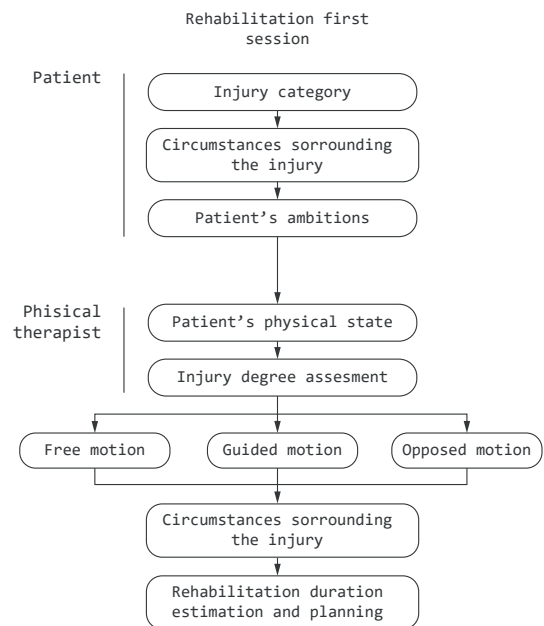 Rehabilitation first
session
Patient
Injury category
Circumstances sorrounding
the injury
Patient’s ambitions
Phisical
therapist
Patient’s physical state
Injury degree assesment
Free motion
Guided motion
Opposed motion
Circumstances sorrounding
the injury
Rehabilitation duration
estimation and planning